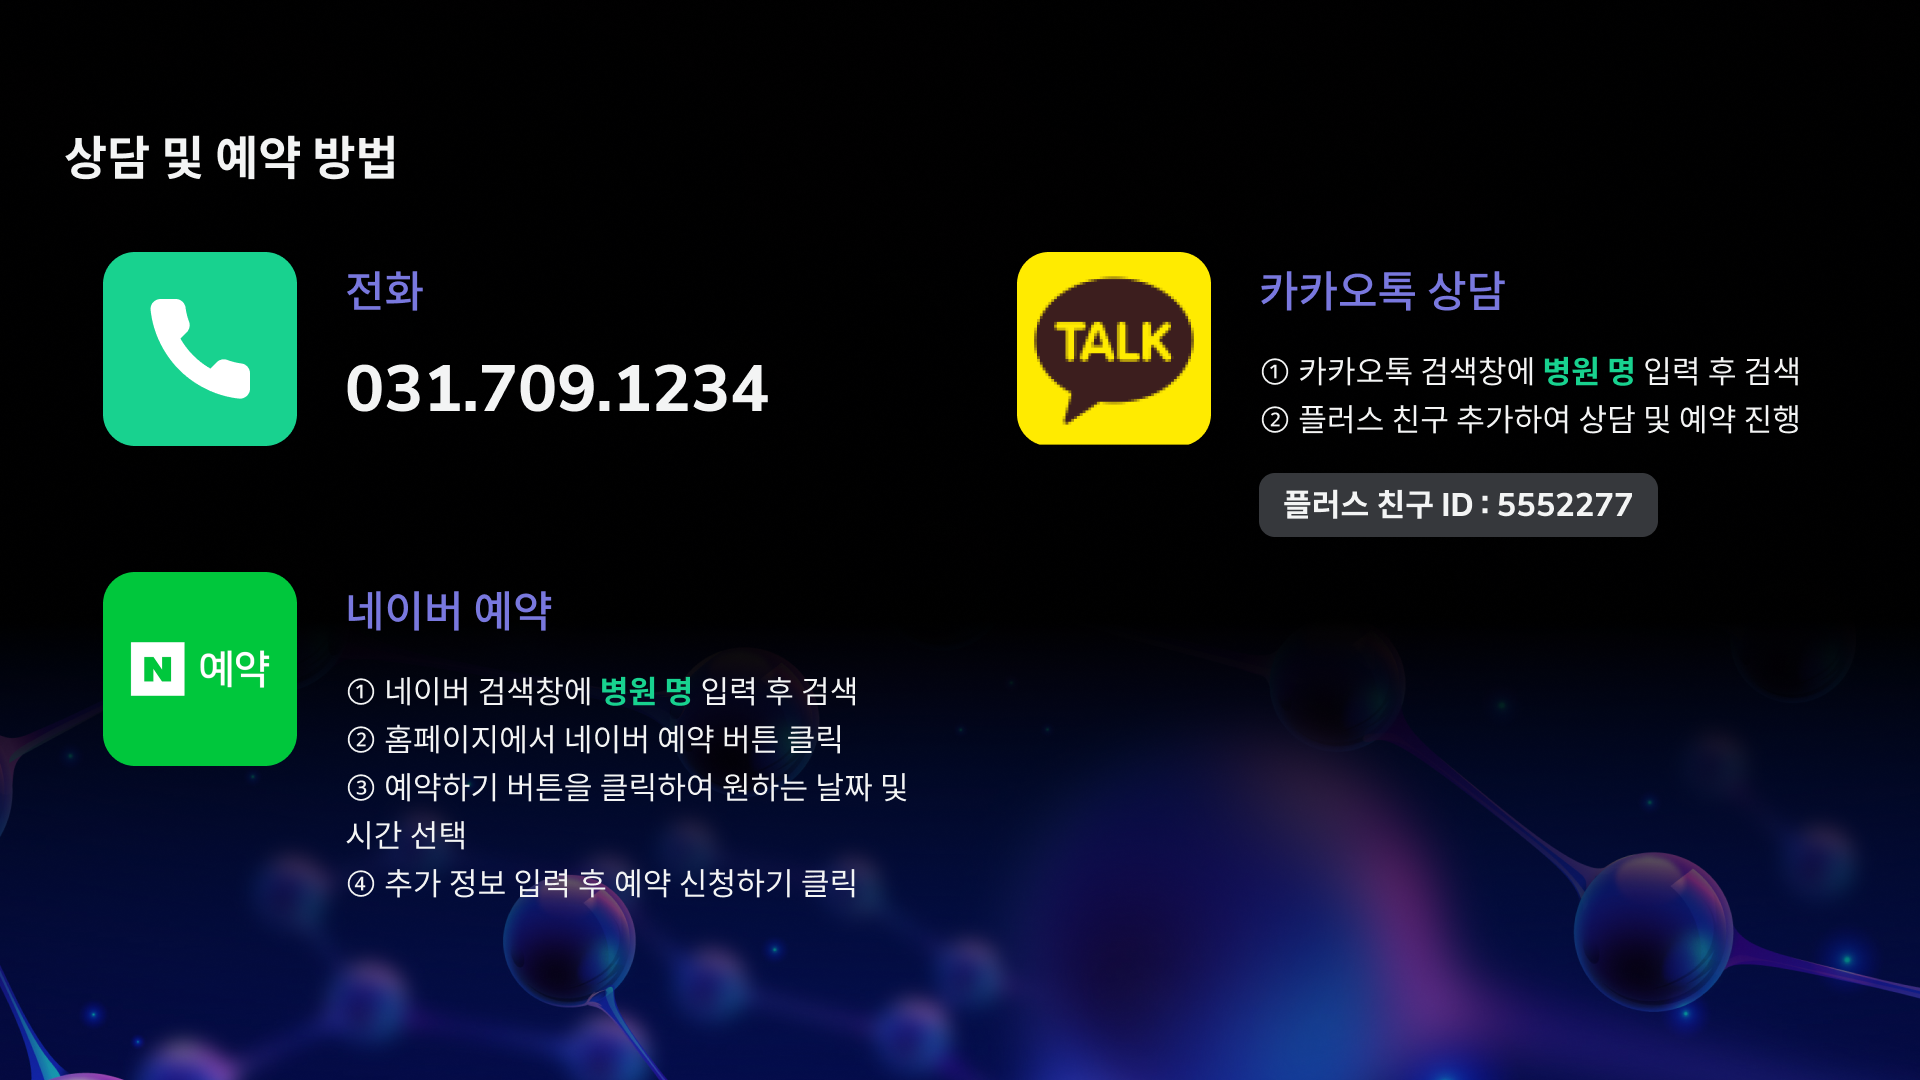 상담 및 예약 방법
전화
031.709.1234
TALK
카카오톡 상담
① 카카오톡 검색창에 병원 명 입력 후 검색
② 플러스 친구 추가하여 상담 및 예약 진행
플러스 친구 ID : 5552277
N 예약
네이버 예약
① 네이버 검색창에 병원 명 입력 후 검색
② 홈페이지에서 네이버 예약 버튼 클릭
③ 예약하기 버튼을 클릭하여 원하는 날짜 및
시간 선택
④ 추가 정보 입력 후 예약 신청하기 클릭